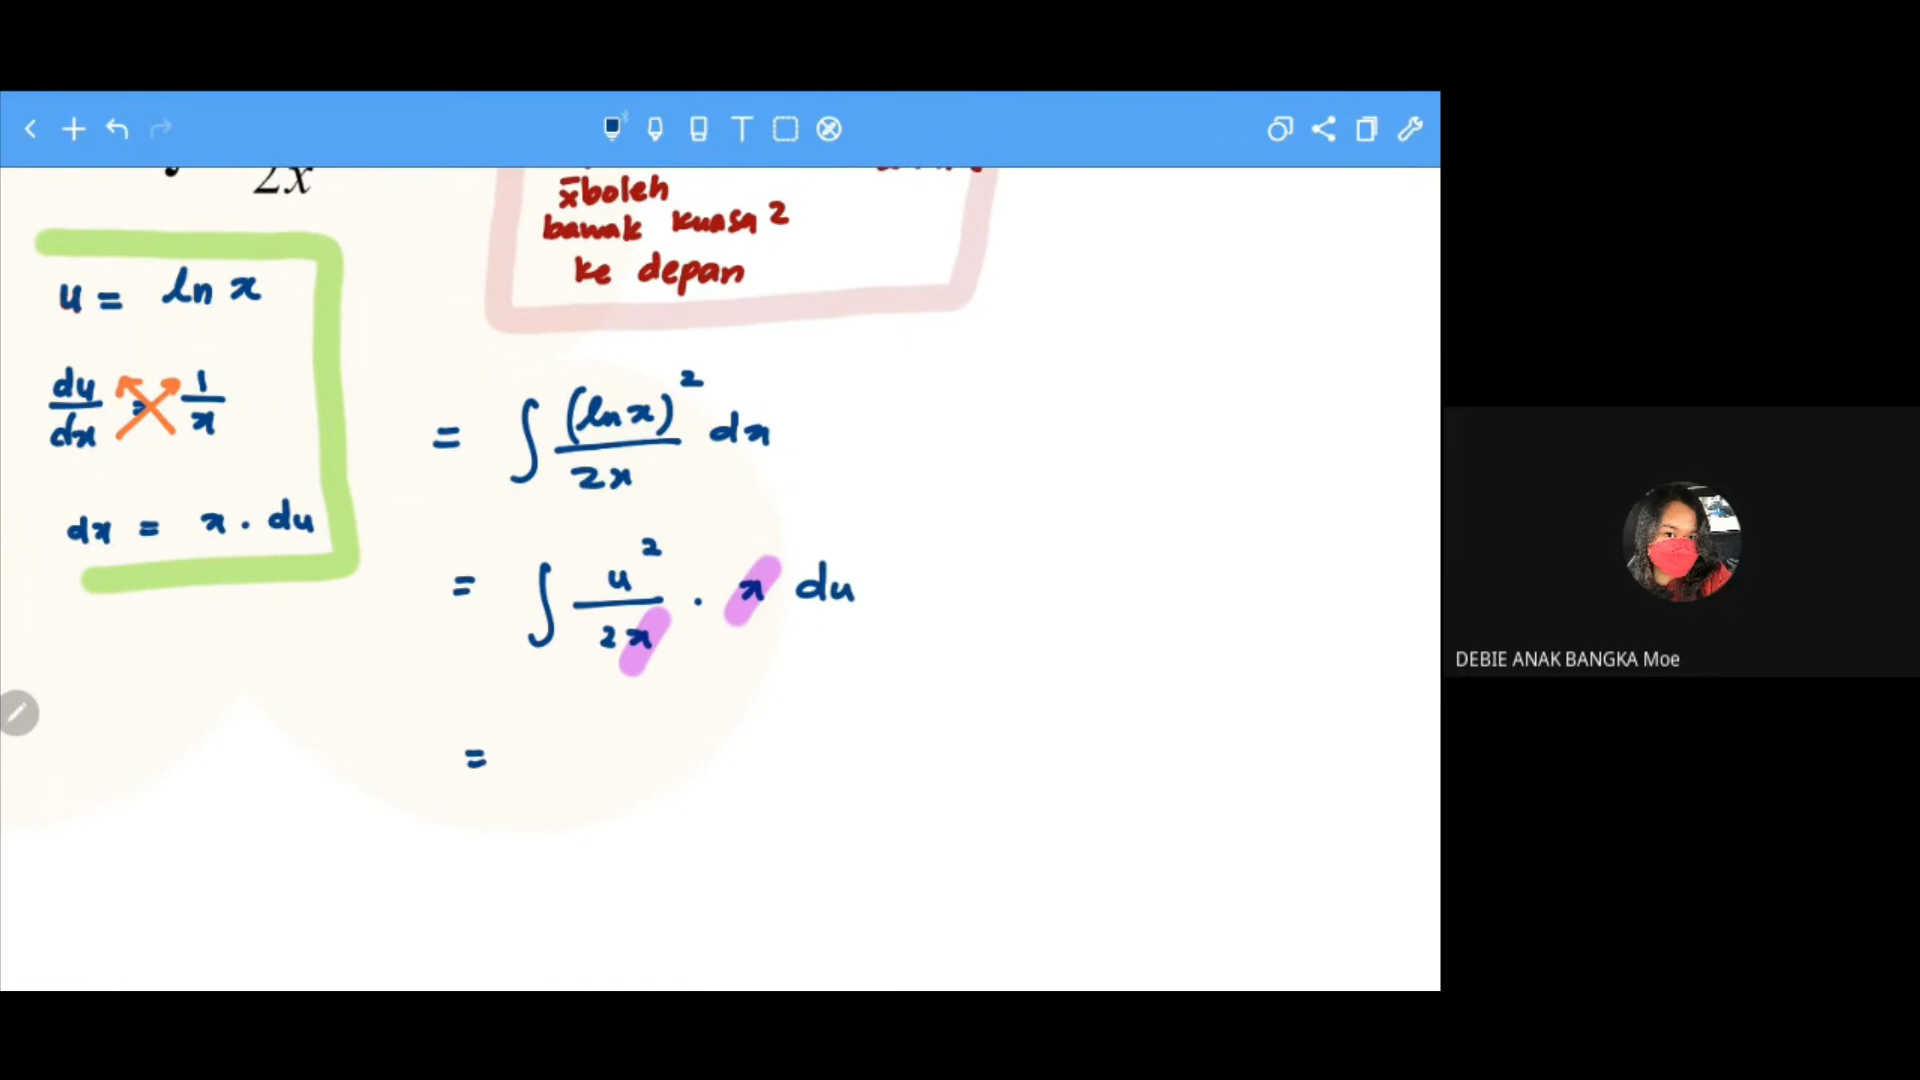 2x
x̄boleh
bawak kuasa 2
ke depan
u = ln x
du/dx = 1/x
dx = x . du
= ∫ (ln x)² / 2x dx
= ∫ u² / 2x . x du
=
DEBIE ANAK BANGKA Moe